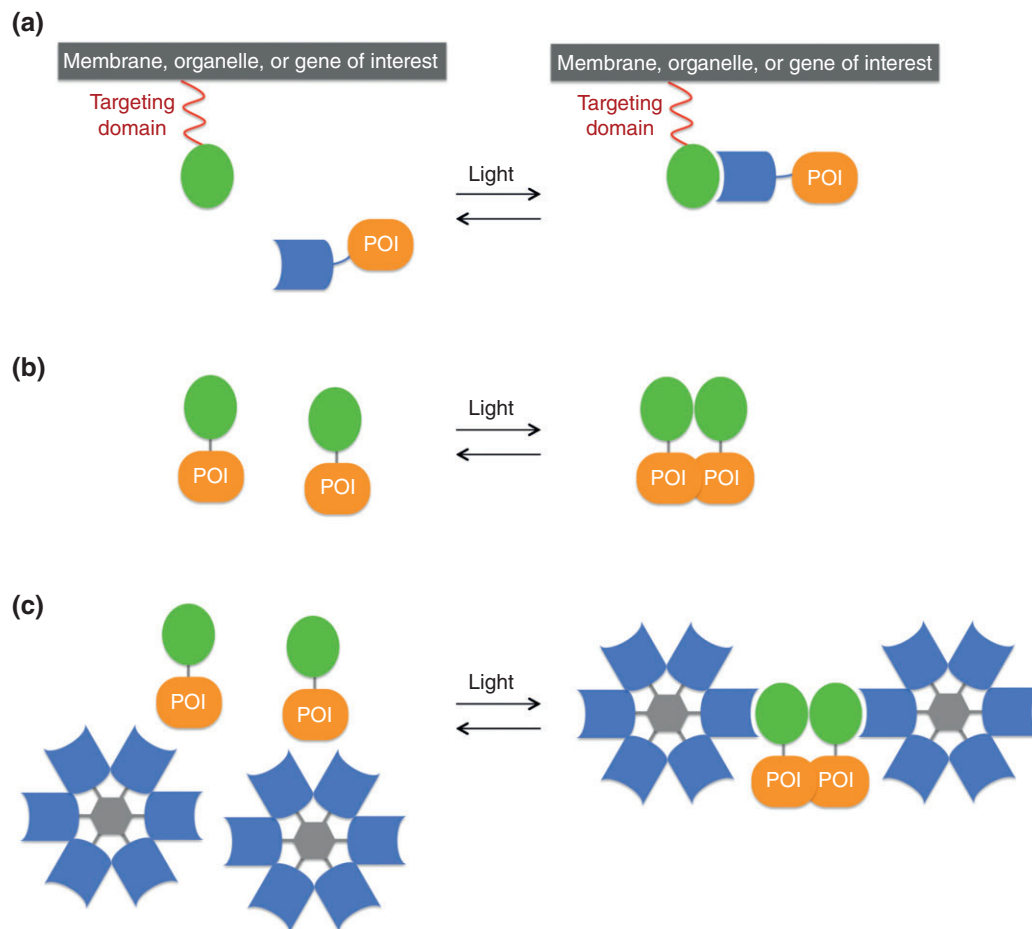 (a)
Membrane, organelle, or gene of interest
Targeting
domain
POI
Light
Membrane, organelle, or gene of interest
Targeting
domain
POI
(b)
POI
POI
Light
POI
POI
(c)
POI
POI
Light
POI
POI